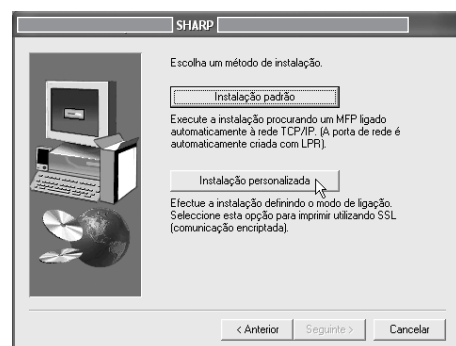 SHARP
Escolha um método de instalação.
Instalação padrão
Execute a instalação procurando um MFP ligado
automaticamente à rede TCP/IP. (A porta de rede é
automaticamente criada com LPR).
Instalação personalizada
Efectue a instalação definindo o modo de ligação.
Seleccione esta opção para imprimir utilizando SSL
(comunicação encriptada).
< Anterior
Seguinte >
Cancelar